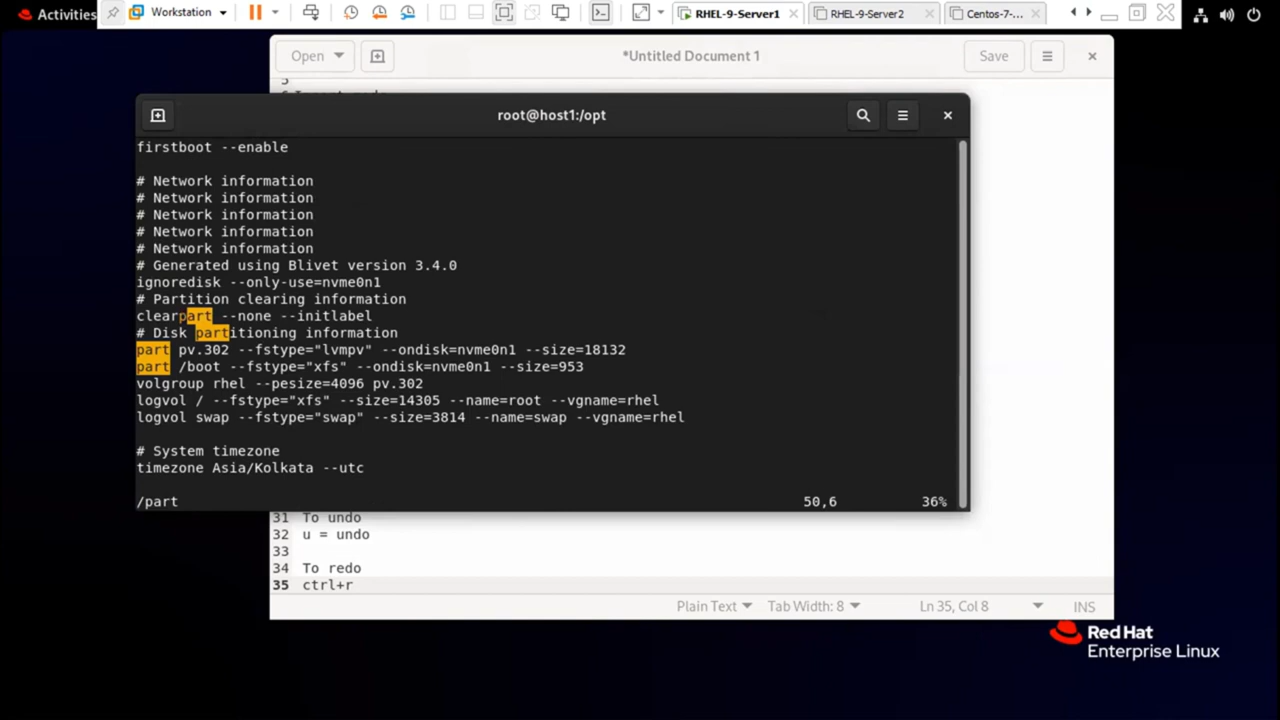 Activities
Workstation
RHEL-9-Server1
RHEL-9-Server2
Centos-7-...
Open
*Untitled Document 1
Save
5
root@host1:/opt
firstboot --enable
# Network information
# Network information
# Network information
# Network information
# Network information
# Generated using Blivet version 3.4.0
ignoredisk --only-use=nvme0n1
# Partition clearing information
clearpart --none --initlabel
# Disk partitioning information
part pv.302 --fstype="lvmpv" --ondisk=nvme0n1 --size=18132
part /boot --fstype="xfs" --ondisk=nvme0n1 --size=953
volgroup rhel --pesize=4096 pv.302
logvol / --fstype="xfs" --size=14305 --name=root --vgname=rhel
logvol swap --fstype="swap" --size=3814 --name=swap --vgname=rhel
# System timezone
timezone Asia/Kolkata --utc
/part 50,6 36%
31 To undo
32 u = undo
33
34 To redo
35 ctrl+r
Plain Text Tab Width: 8 Ln 35, Col 8 INS
Red Hat
Enterprise Linux